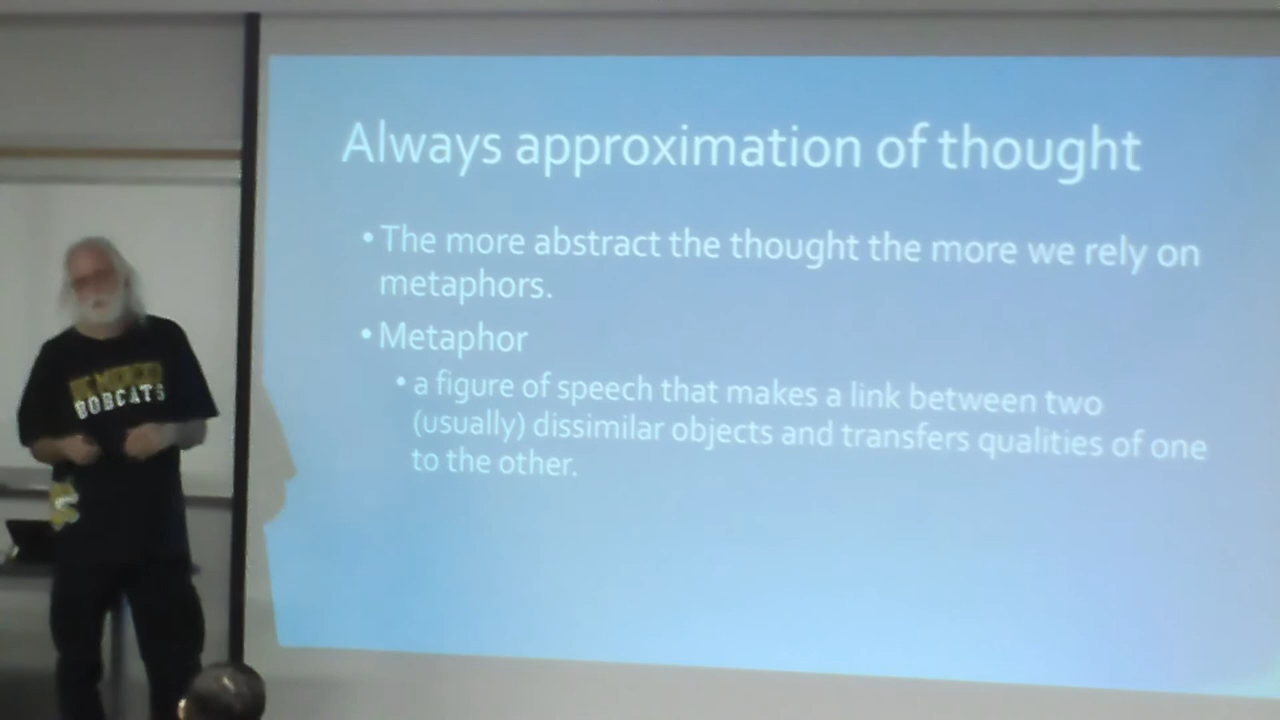 Always approximation of thought
• The more abstract the thought the more we rely on
metaphors.
• Metaphor
• a figure of speech that makes a link between two
(usually) dissimilar objects and transfers qualities of one
to the other.
BOBCATS